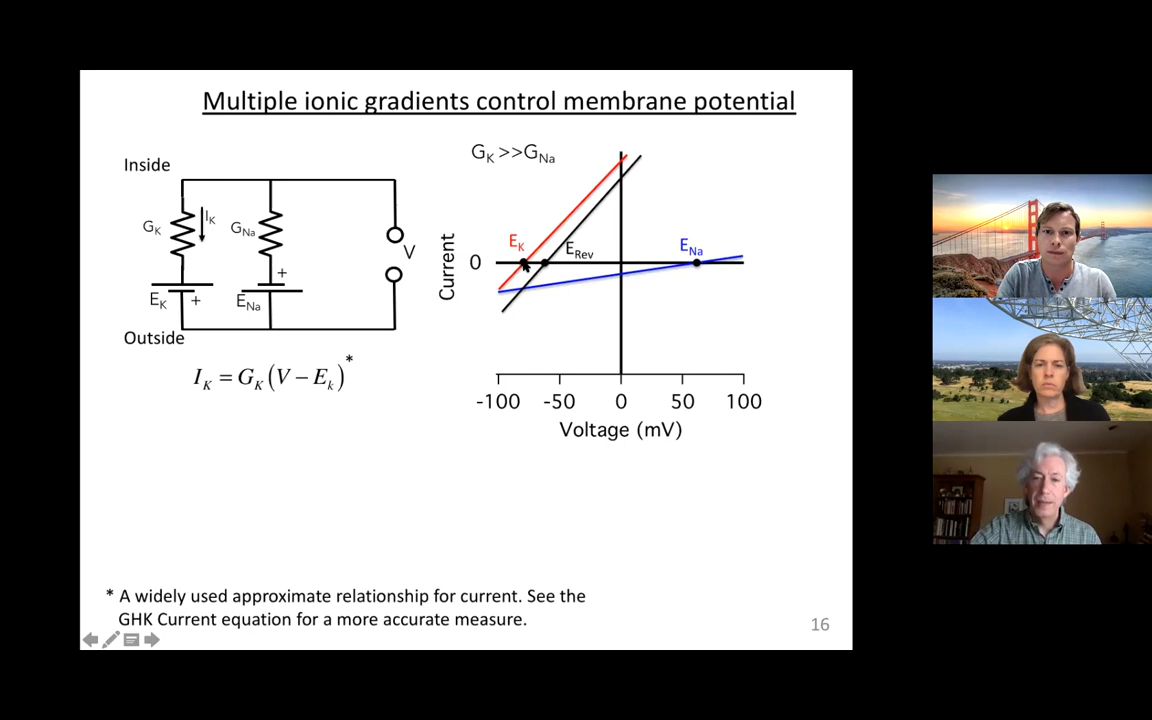 Multiple ionic gradients control membrane potential
Inside
G_K
I_K
G_Na
+
E_K
+
E_Na
V
Outside
I_K = G_K (V − E_k)*
G_K >>G_Na
Current
0
E_K
E_Rev
E_Na
-100 -50 0 50 100
Voltage (mV)
* A widely used approximate relationship for current. See the
GHK Current equation for a more accurate measure.
16